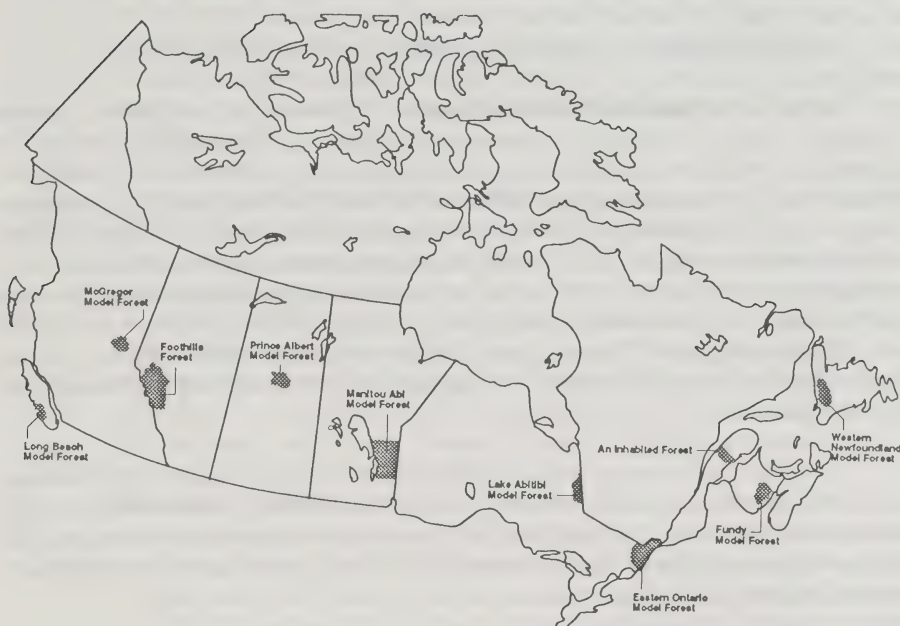 McGregor
Model Forest
Foothills
Forest
Prince Albert
Model Forest
Manitou Abi
Model Forest
Long Beach
Model Forest
Lake Abitibi
Model Forest
An Inhabited Forest
Western
Newfoundland
Model Forest
Fundy
Model Forest
Eastern Ontario
Model Forest